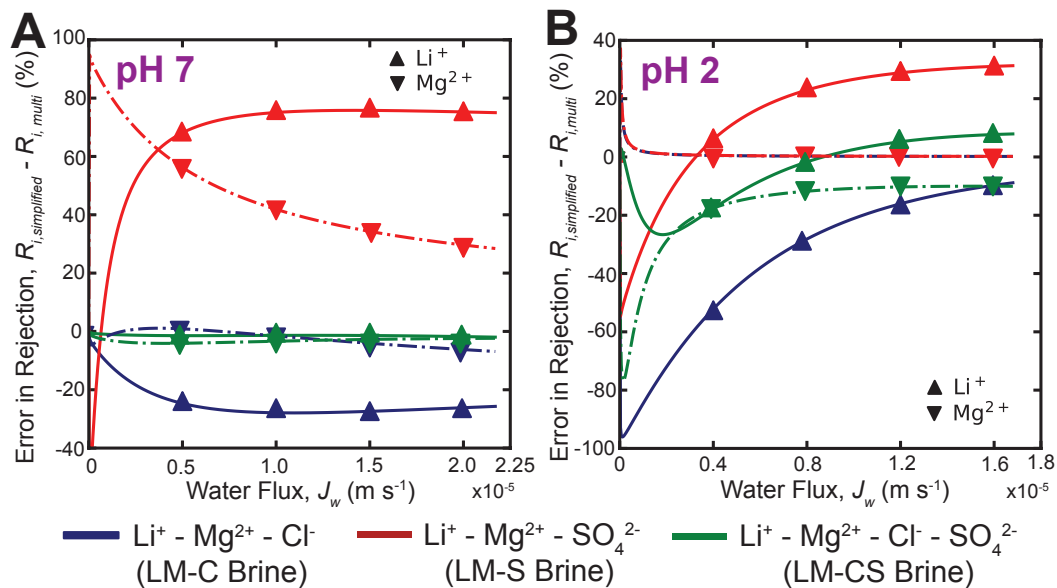 A
pH 7
Li⁺
Mg²⁺
Error in Rejection, R_{i,simplified} - R_{i,multi} (%)
100
80
60
40
20
0
-20
-40
0 0.5 1.0 1.5 2.0 2.25
Water Flux, J_w (m s⁻¹) x10⁻⁵
B
pH 2
Error in Rejection, R_{i,simplified} - R_{i,multi} (%)
40
20
0
-20
-40
-60
-80
-100
Li⁺
Mg²⁺
0 0.4 0.8 1.2 1.6 1.8
Water Flux, J_w (m s⁻¹) x10⁻⁵
Li⁺ - Mg²⁺ - Cl⁻
(LM-C Brine)
Li⁺ - Mg²⁺ - SO₄²⁻
(LM-S Brine)
Li⁺ - Mg²⁺ - Cl⁻ - SO₄²⁻
(LM-CS Brine)